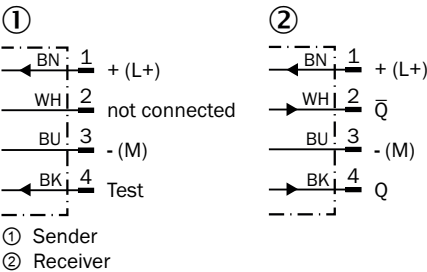 ① ②
BN 1 + (L+) BN 1 + (L+)
WH 2 not connected WH 2 Q̅
BU 3 - (M) BU 3 - (M)
BK 4 Test BK 4 Q
① Sender
② Receiver